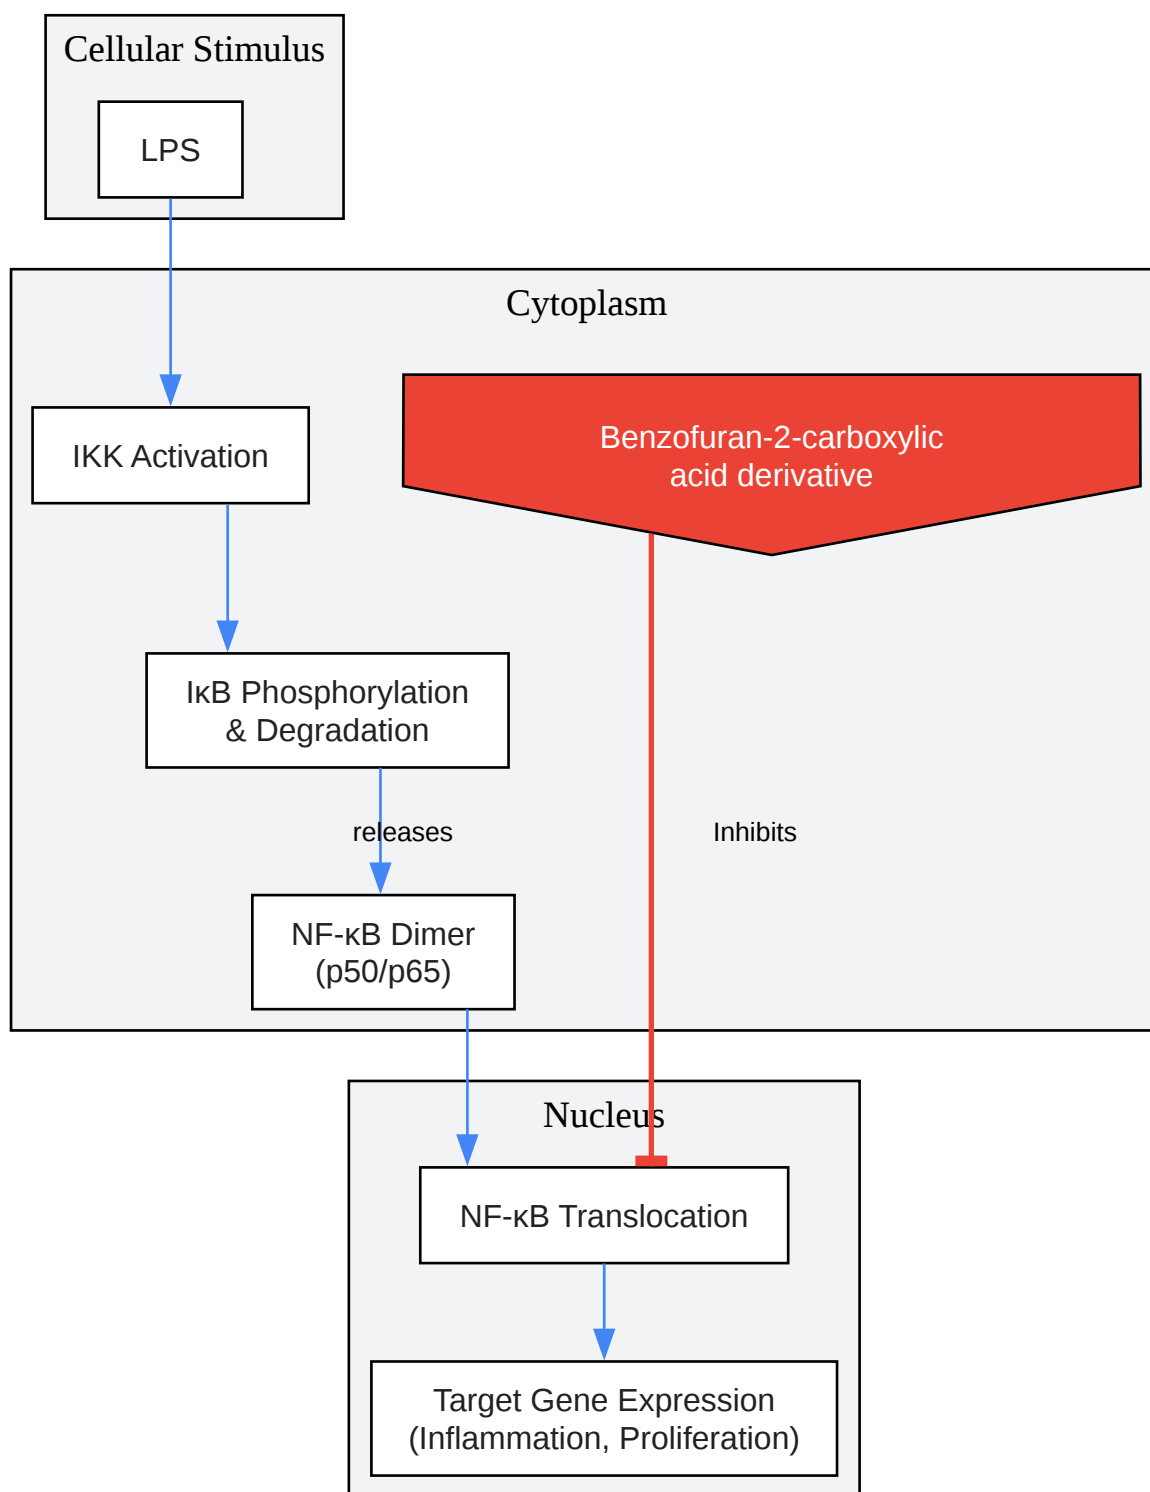 Cellular Stimulus
LPS
Cytoplasm
IKK Activation
Benzofuran-2-carboxylic
acid derivative
IκB Phosphorylation
& Degradation
releases
Inhibits
NF-κB Dimer
(p50/p65)
Nucleus
NF-κB Translocation
Target Gene Expression
(Inflammation, Proliferation)